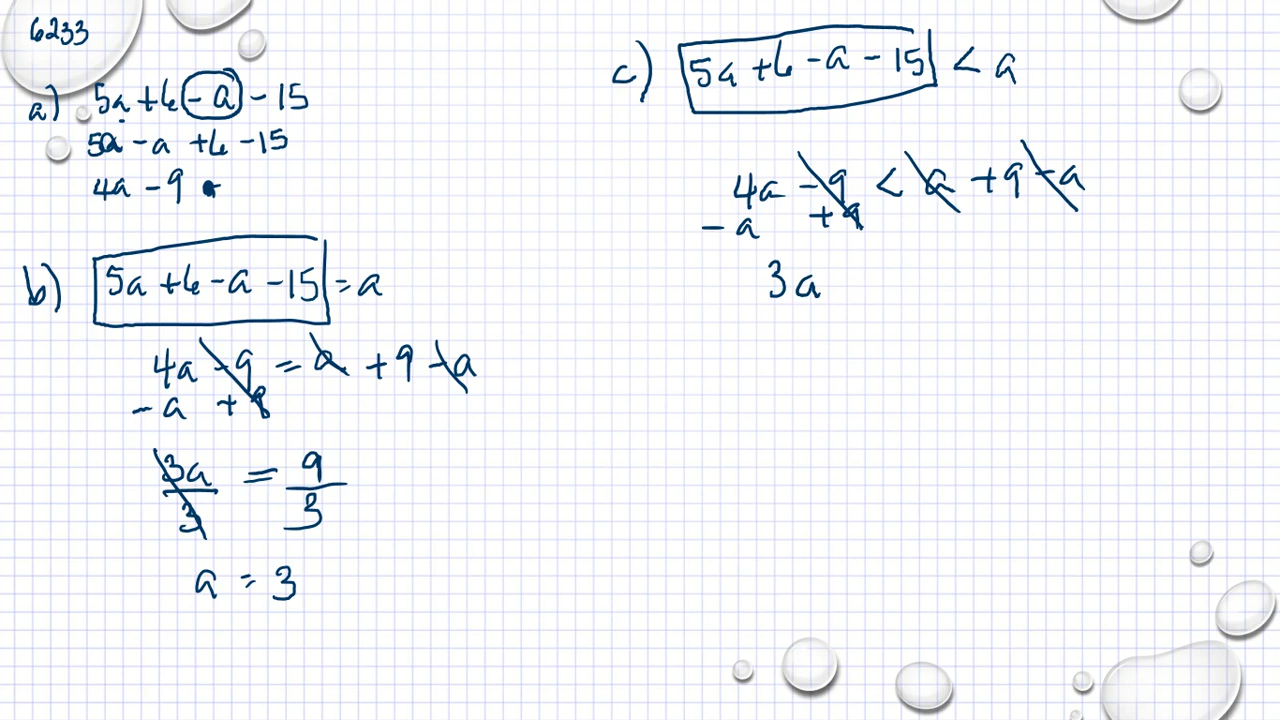 6233
a) 5a + 6 - a - 15
5a - a + 6 - 15
4a - 9
b) 5a + 6 - a - 15 = a
4a - 9 = a + 9 - a
- a + 9
3a/3 = 9/3
a = 3
c) 5a + 6 - a - 15 < a
4a - 9 < a + 9 - a
- a + 9
3a